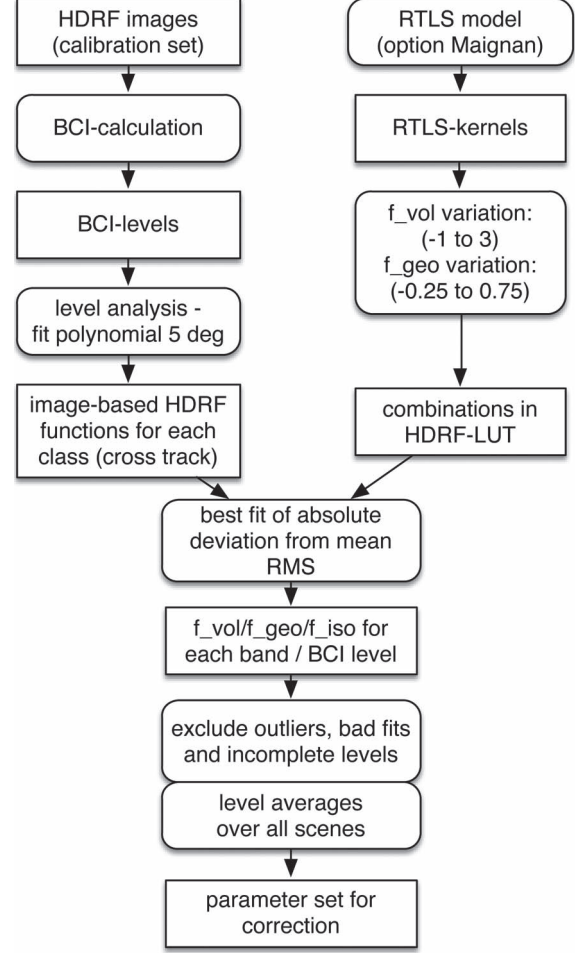 HDRF images
(calibration set)
BCI-calculation
BCI-levels
level analysis -
fit polynomial 5 deg
image-based HDRF
functions for each
class (cross track)
RTLS model
(option Maignan)
RTLS-kernels
f_vol variation:
(-1 to 3)
f_geo variation:
(-0.25 to 0.75)
combinations in
HDRF-LUT
best fit of absolute
deviation from mean
RMS
f_vol/f_geo/f_iso for
each band / BCI level
exclude outliers, bad fits
and incomplete levels
level averages
over all scenes
parameter set for
correction